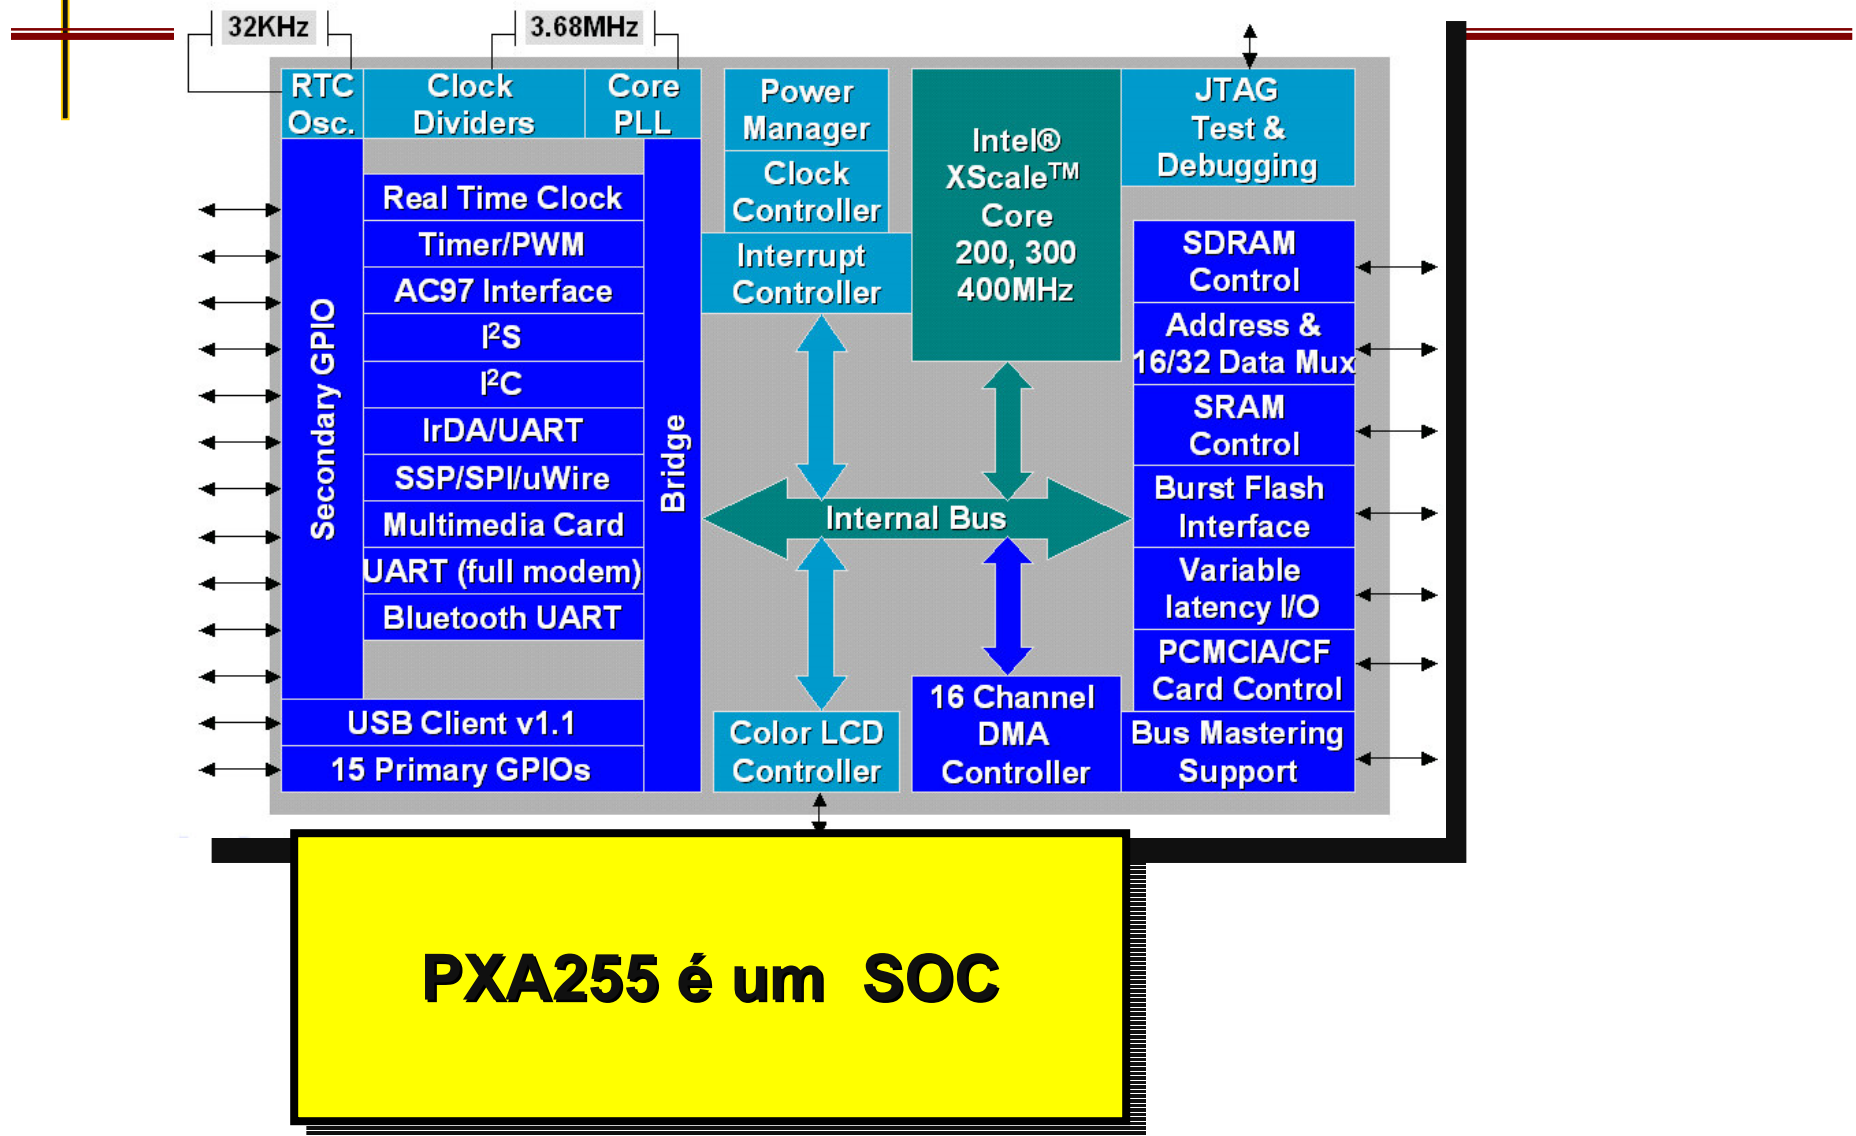 32KHz
3.68MHz
RTC
Osc.
Clock
Dividers
Core
PLL
Power
Manager
Clock
Controller
Interrupt
Controller
Intel®
XScale™
Core
200, 300
400MHz
JTAG
Test &
Debugging
Secondary GPIO
Real Time Clock
Timer/PWM
AC97 Interface
I²S
I²C
IrDA/UART
SSP/SPI/uWire
Multimedia Card
UART (full modem)
Bluetooth UART
USB Client v1.1
15 Primary GPIOs
Bridge
Internal Bus
Color LCD
Controller
16 Channel
DMA
Controller
SDRAM
Control
Address &
16/32 Data Mux
SRAM
Control
Burst Flash
Interface
Variable
latency I/O
PCMCIA/CF
Card Control
Bus Mastering
Support
PXA255 é um SOC